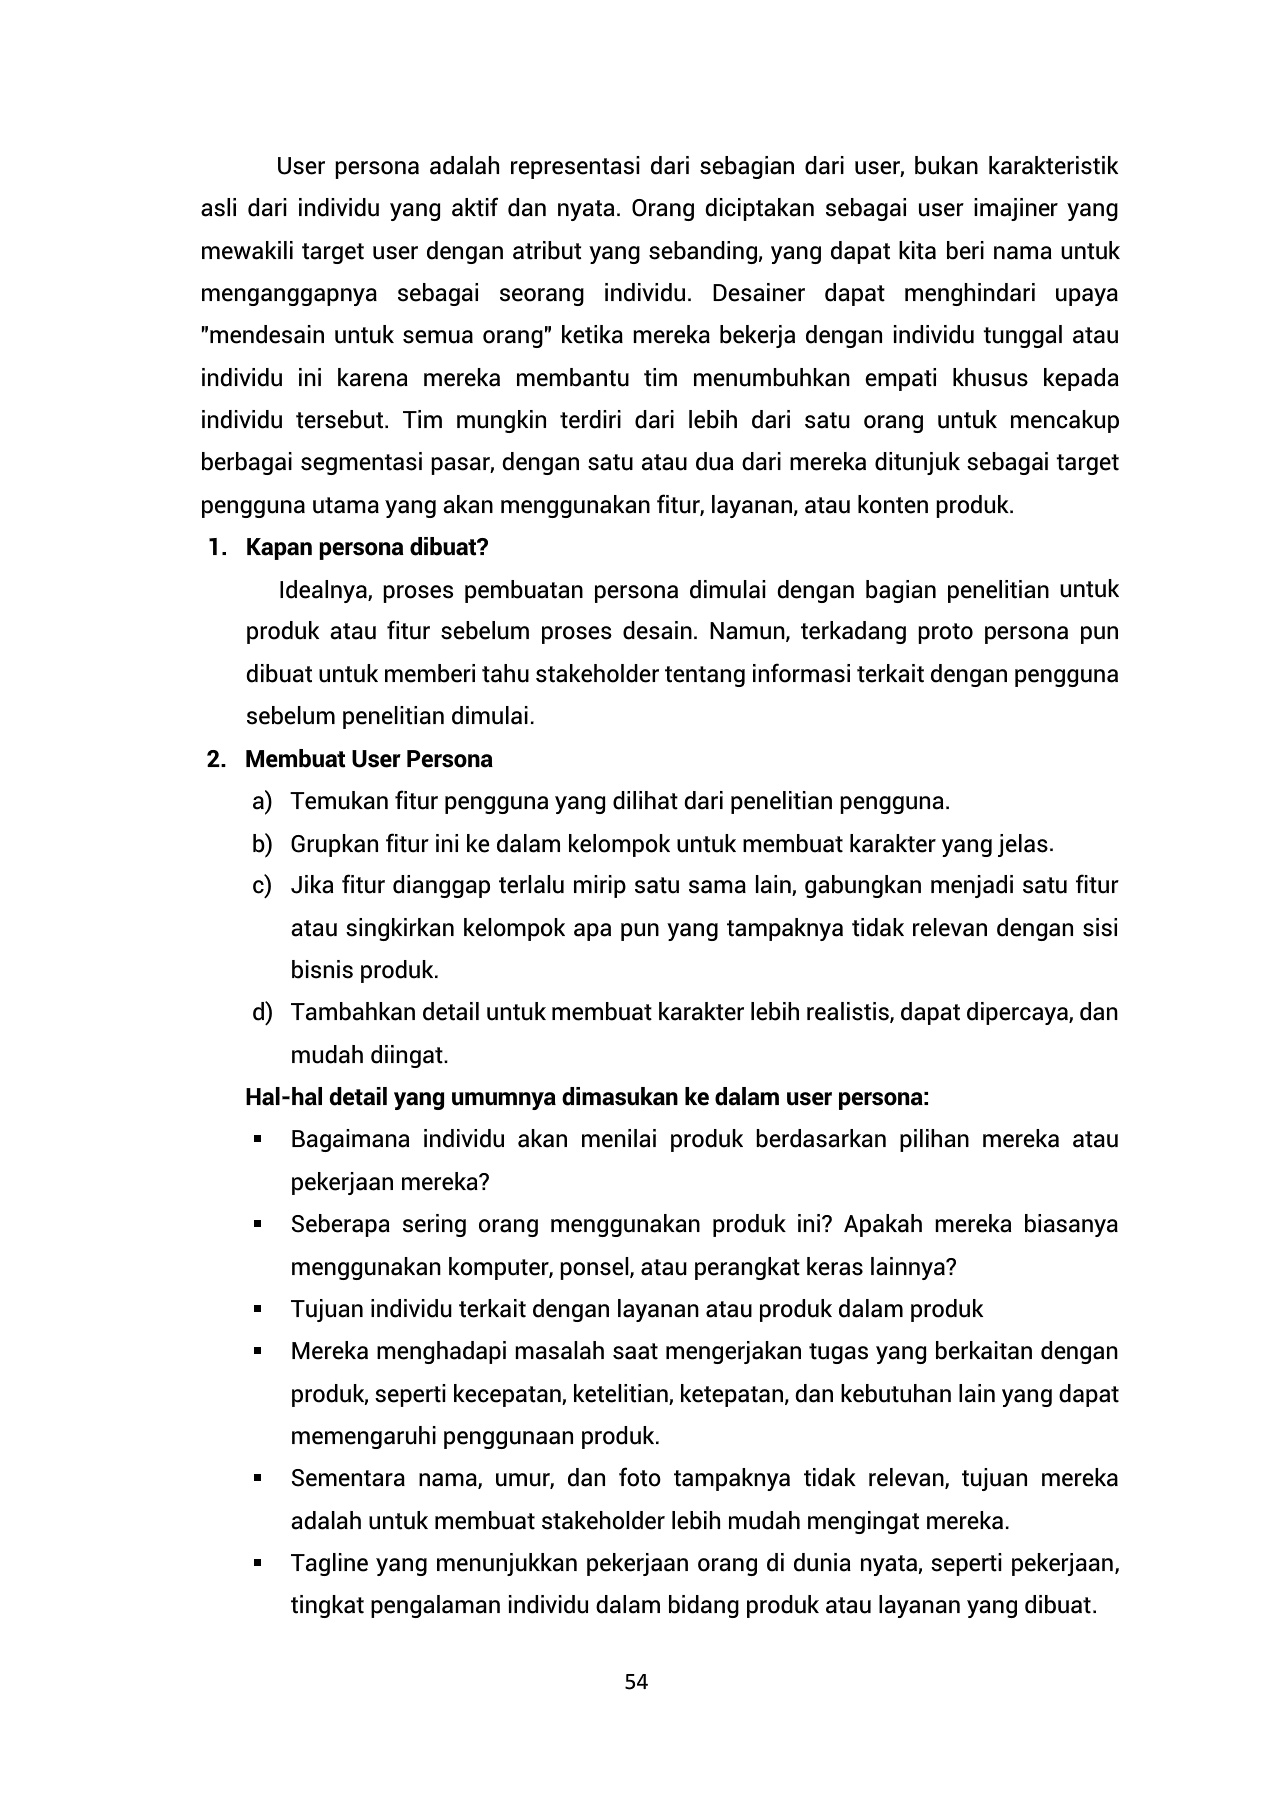 User persona adalah representasi dari sebagian dari user, bukan karakteristik
asli dari individu yang aktif dan nyata. Orang diciptakan sebagai user imajiner yang
mewakili target user dengan atribut yang sebanding, yang dapat kita beri nama untuk
menganggapnya sebagai seorang individu. Desainer dapat menghindari upaya
"mendesain untuk semua orang" ketika mereka bekerja dengan individu tunggal atau
individu ini karena mereka membantu tim menumbuhkan empati khusus kepada
individu tersebut. Tim mungkin terdiri dari lebih dari satu orang untuk mencakup
berbagai segmentasi pasar, dengan satu atau dua dari mereka ditunjuk sebagai target
pengguna utama yang akan menggunakan fitur, layanan, atau konten produk.
1. Kapan persona dibuat?
Idealnya, proses pembuatan persona dimulai dengan bagian penelitian untuk
produk atau fitur sebelum proses desain. Namun, terkadang proto persona pun
dibuat untuk memberi tahu stakeholder tentang informasi terkait dengan pengguna
sebelum penelitian dimulai.
2. Membuat User Persona
a) Temukan fitur pengguna yang dilihat dari penelitian pengguna.
b) Grupkan fitur ini ke dalam kelompok untuk membuat karakter yang jelas.
c) Jika fitur dianggap terlalu mirip satu sama lain, gabungkan menjadi satu fitur
atau singkirkan kelompok apa pun yang tampaknya tidak relevan dengan sisi
bisnis produk.
d) Tambahkan detail untuk membuat karakter lebih realistis, dapat dipercaya, dan
mudah diingat.
Hal-hal detail yang umumnya dimasukan ke dalam user persona:
▪ Bagaimana individu akan menilai produk berdasarkan pilihan mereka atau
pekerjaan mereka?
▪ Seberapa sering orang menggunakan produk ini? Apakah mereka biasanya
menggunakan komputer, ponsel, atau perangkat keras lainnya?
▪ Tujuan individu terkait dengan layanan atau produk dalam produk
▪ Mereka menghadapi masalah saat mengerjakan tugas yang berkaitan dengan
produk, seperti kecepatan, ketelitian, ketepatan, dan kebutuhan lain yang dapat
memengaruhi penggunaan produk.
▪ Sementara nama, umur, dan foto tampaknya tidak relevan, tujuan mereka
adalah untuk membuat stakeholder lebih mudah mengingat mereka.
▪ Tagline yang menunjukkan pekerjaan orang di dunia nyata, seperti pekerjaan,
tingkat pengalaman individu dalam bidang produk atau layanan yang dibuat.
54